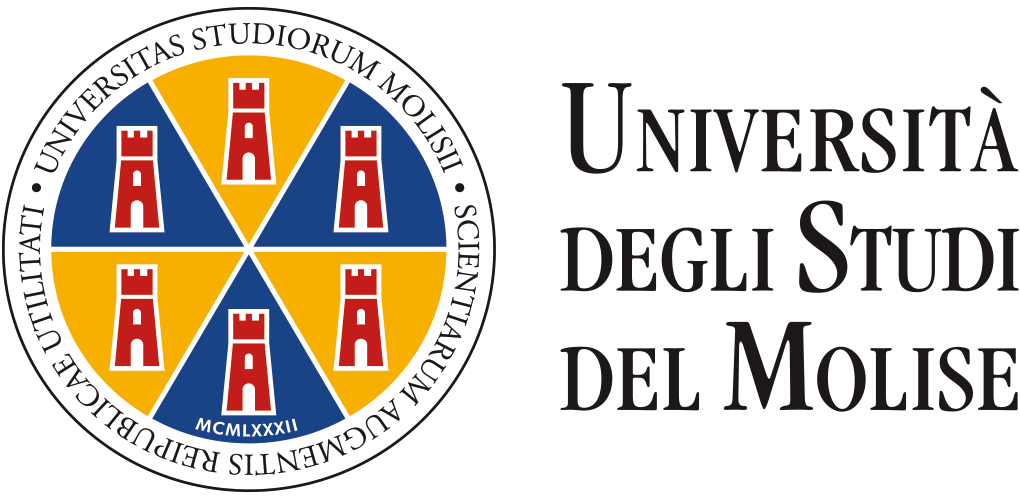 UNIVERSITAS STUDIORUM MOLISII • SCIENTIARUM AUGMENTIS REIPUBLICAE UTILITATI •
MCMLXXXII
UNIVERSITÀ
DEGLI STUDI
DEL MOLISE